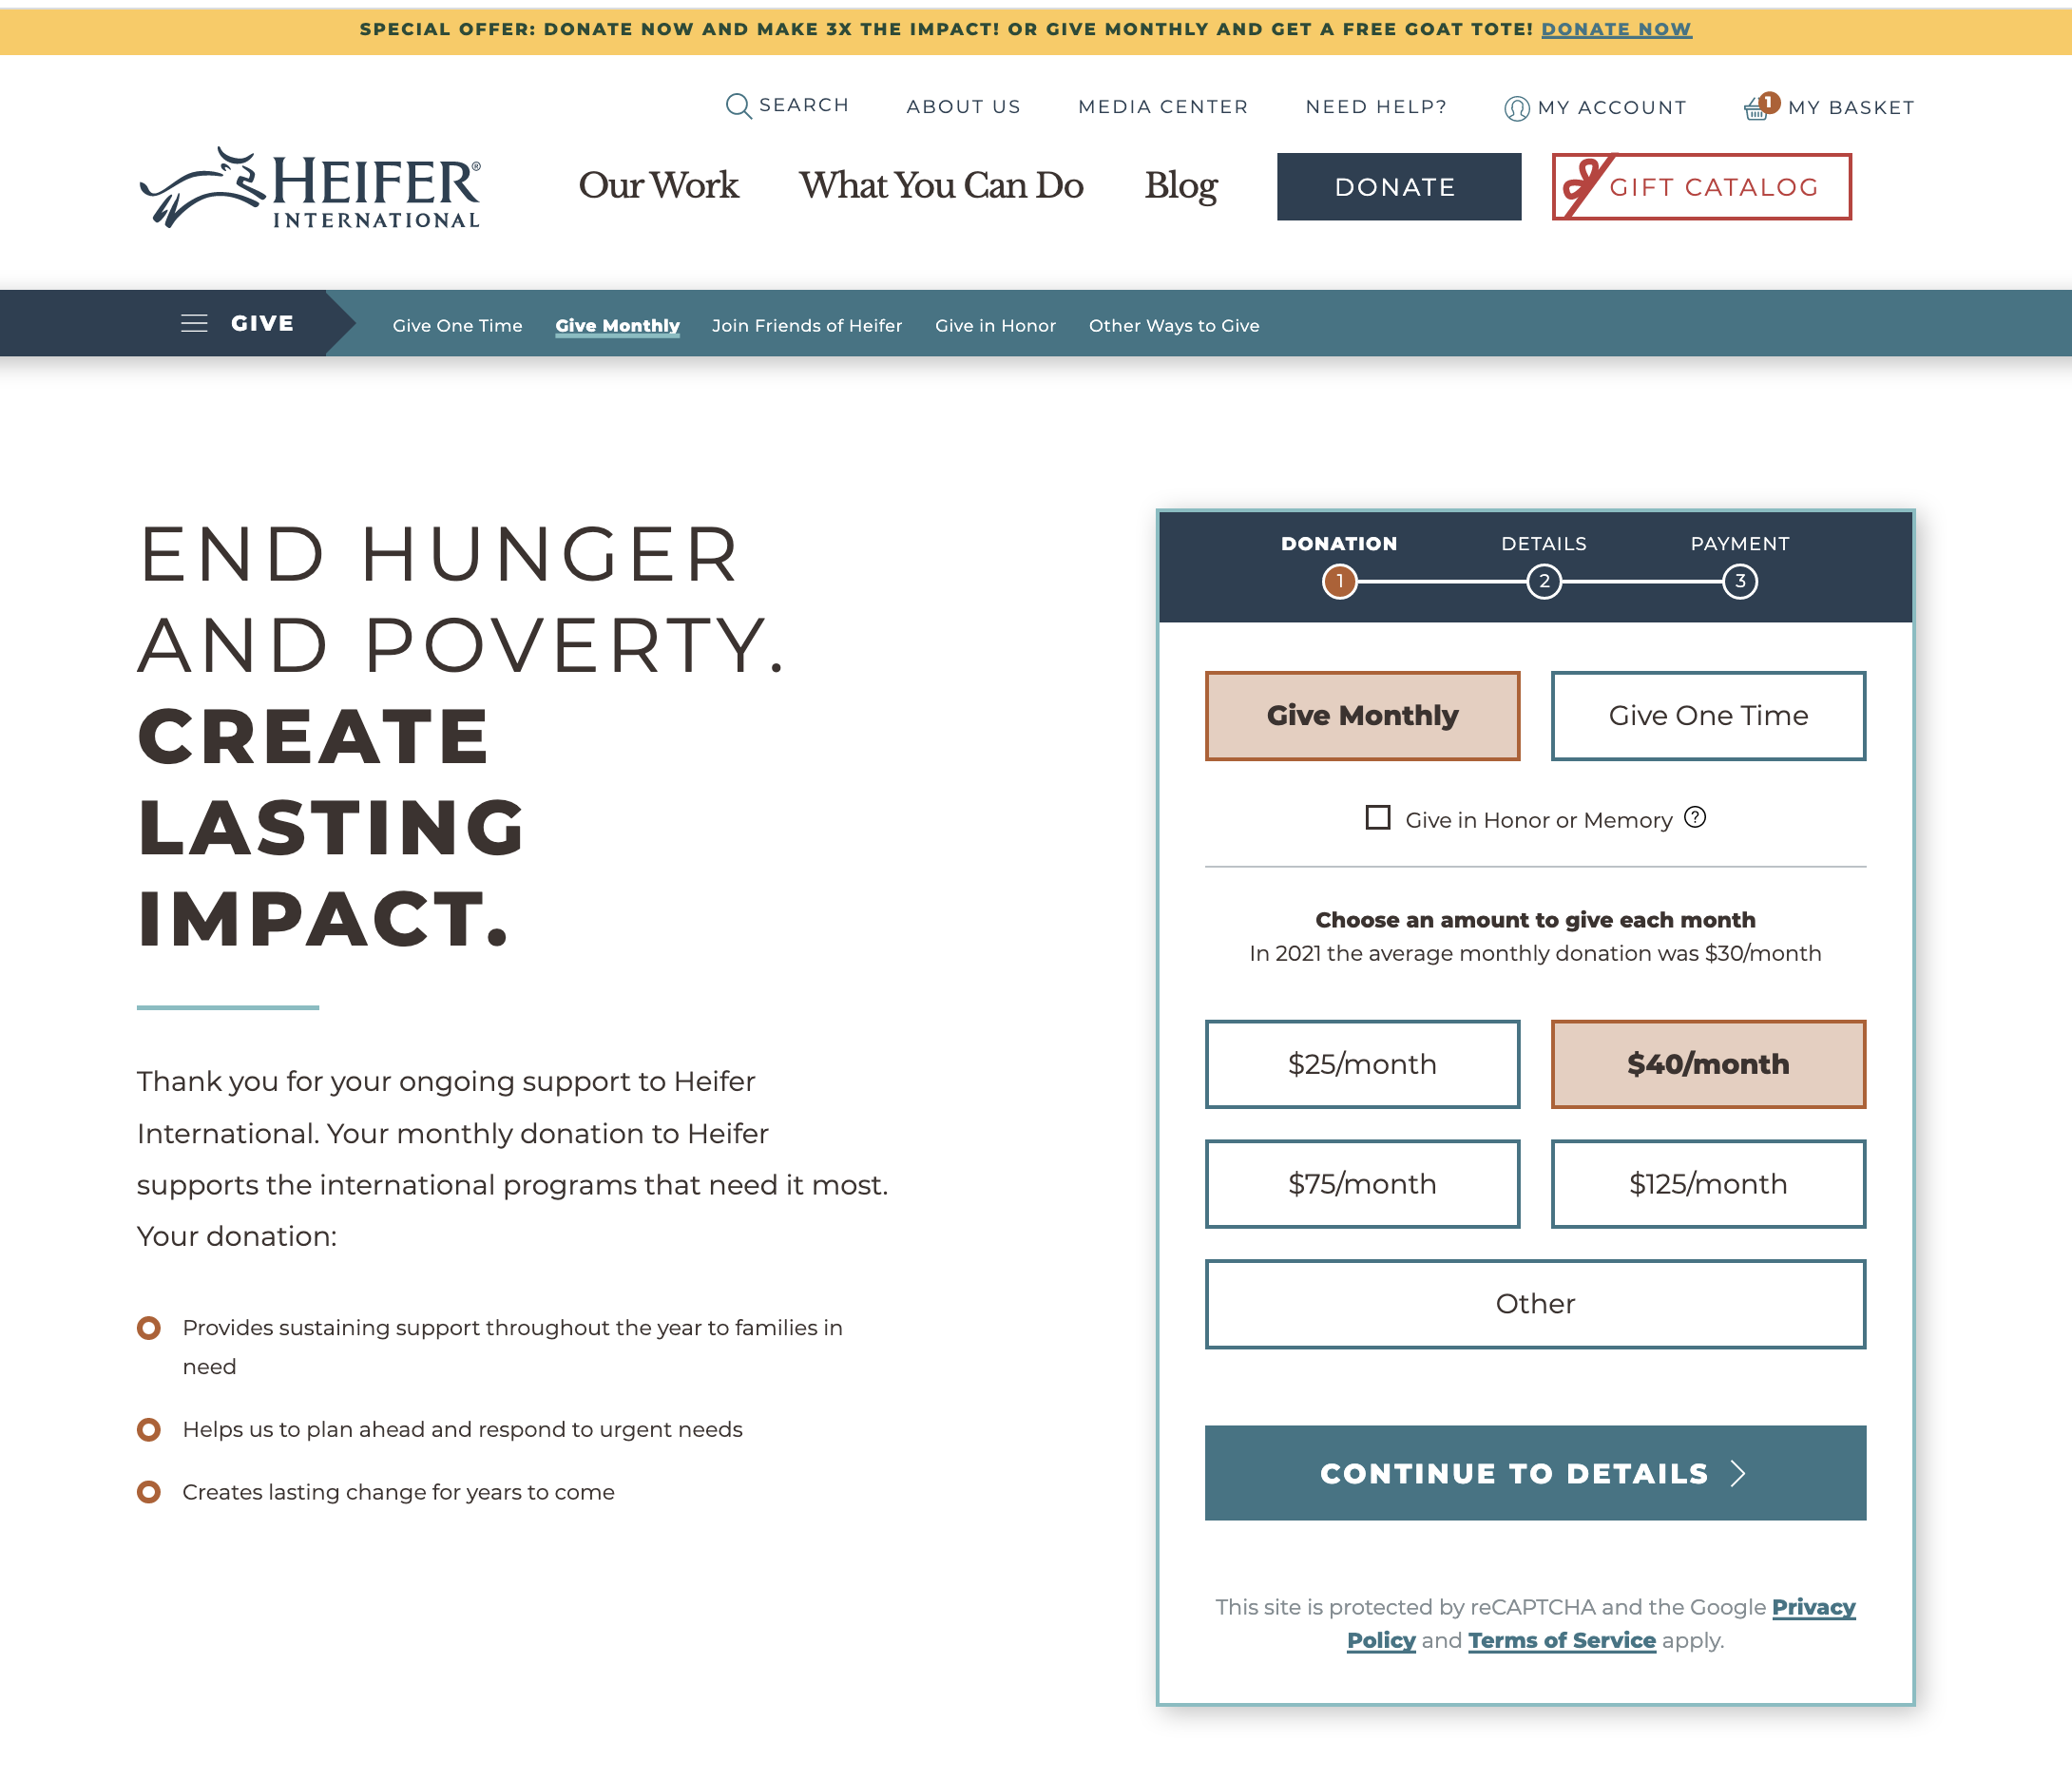 SPECIAL OFFER: DONATE NOW AND MAKE 3X THE IMPACT! OR GIVE MONTHLY AND GET A FREE GOAT TOTE! DONATE NOW
SEARCH
ABOUT US
MEDIA CENTER
NEED HELP?
MY ACCOUNT
1
MY BASKET
HEIFER®
INTERNATIONAL
Our Work
What You Can Do
Blog
DONATE
GIFT CATALOG
GIVE
Give One Time
Give Monthly
Join Friends of Heifer
Give in Honor
Other Ways to Give
END HUNGER
AND POVERTY.
CREATE
LASTING
IMPACT.
Thank you for your ongoing support to Heifer
International. Your monthly donation to Heifer
supports the international programs that need it most.
Your donation:
Provides sustaining support throughout the year to families in
need
Helps us to plan ahead and respond to urgent needs
Creates lasting change for years to come
DONATION
DETAILS
PAYMENT
1
2
3
Give Monthly
Give One Time
Give in Honor or Memory ?
Choose an amount to give each month
In 2021 the average monthly donation was $30/month
$25/month
$40/month
$75/month
$125/month
Other
CONTINUE TO DETAILS
This site is protected by reCAPTCHA and the Google Privacy
Policy and Terms of Service apply.